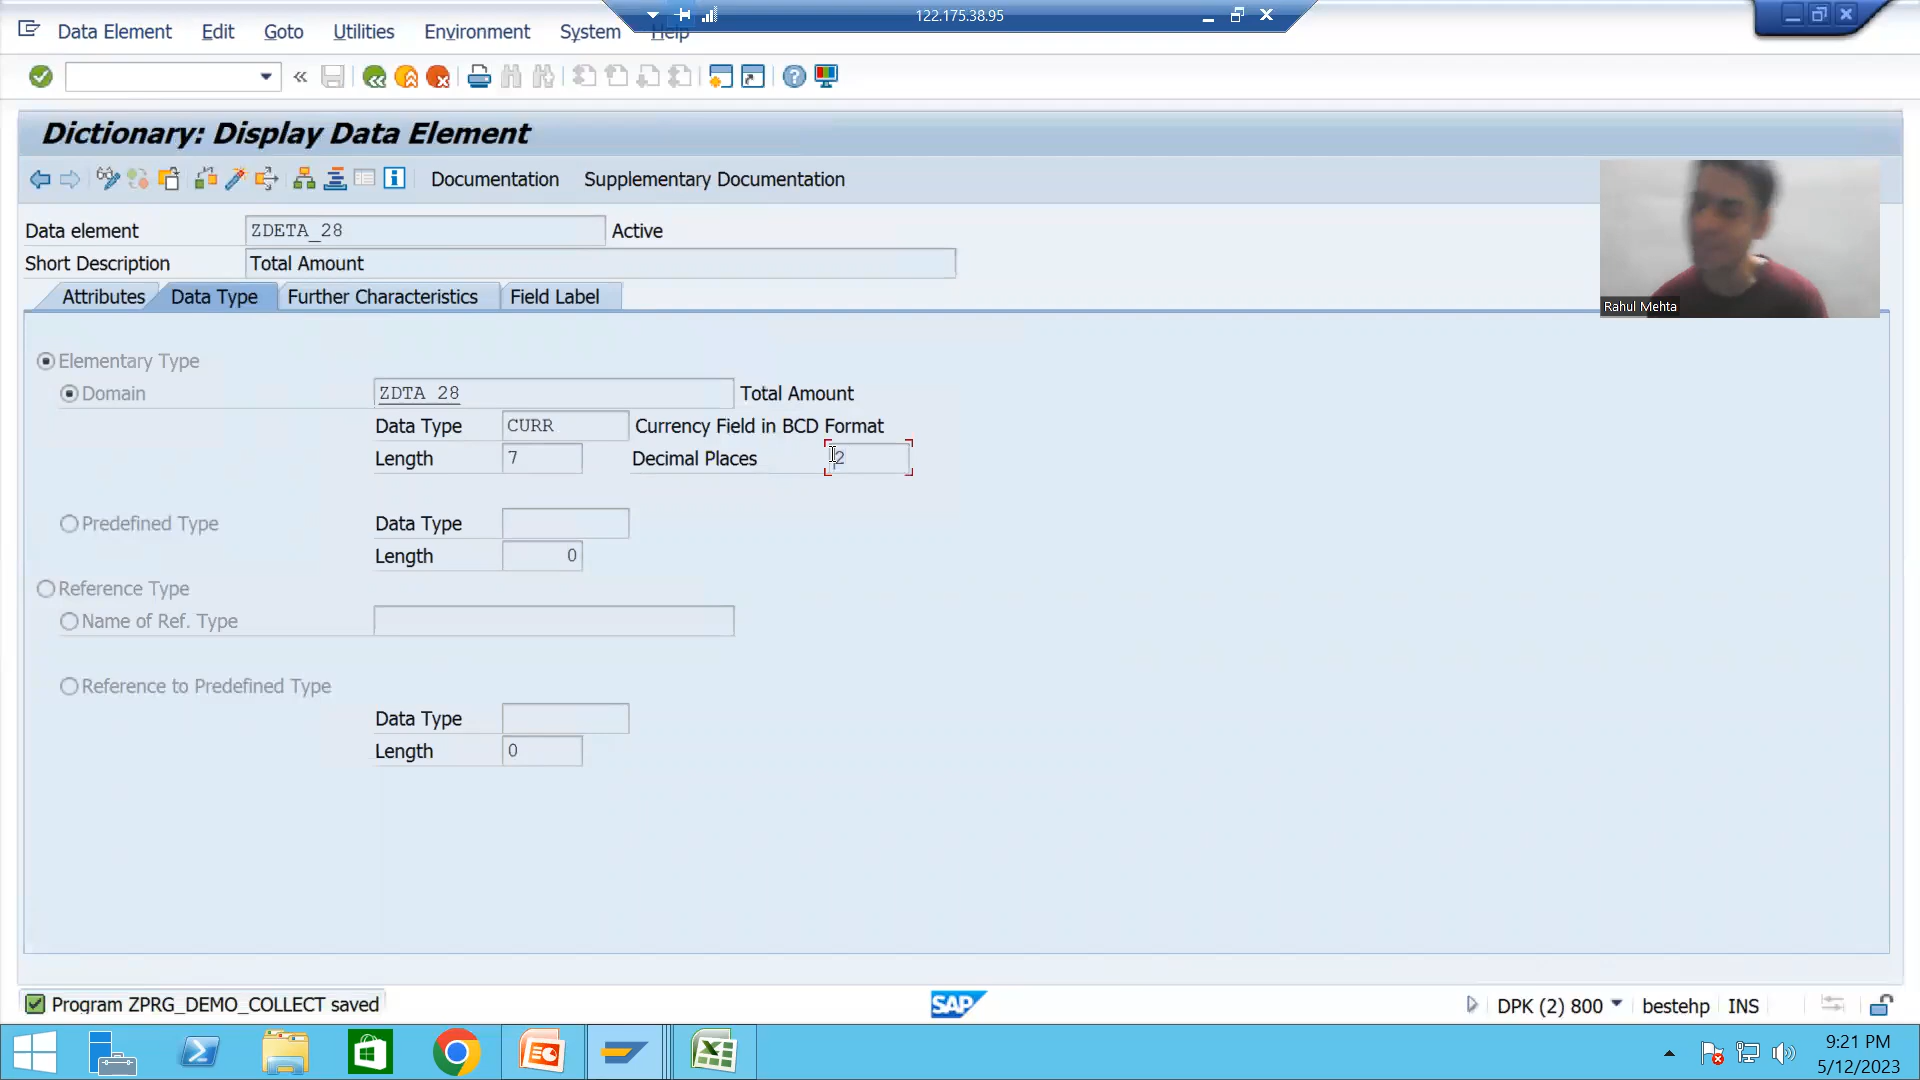 122.175.38.95
Data Element Edit Goto Utilities Environment System Help
Dictionary: Display Data Element
Documentation Supplementary Documentation
Data element ZDETA_28 Active
Short Description Total Amount
Attributes Data Type Further Characteristics Field Label
Rahul Mehta
Elementary Type
Domain ZDTA_28 Total Amount
Data Type CURR Currency Field in BCD Format
Length 7 Decimal Places 2
Predefined Type Data Type
Length 0
Reference Type
Name of Ref. Type
Reference to Predefined Type
Data Type
Length 0
Program ZPRG_DEMO_COLLECT saved SAP DPK (2) 800 bestehp INS
9:21 PM
5/12/2023